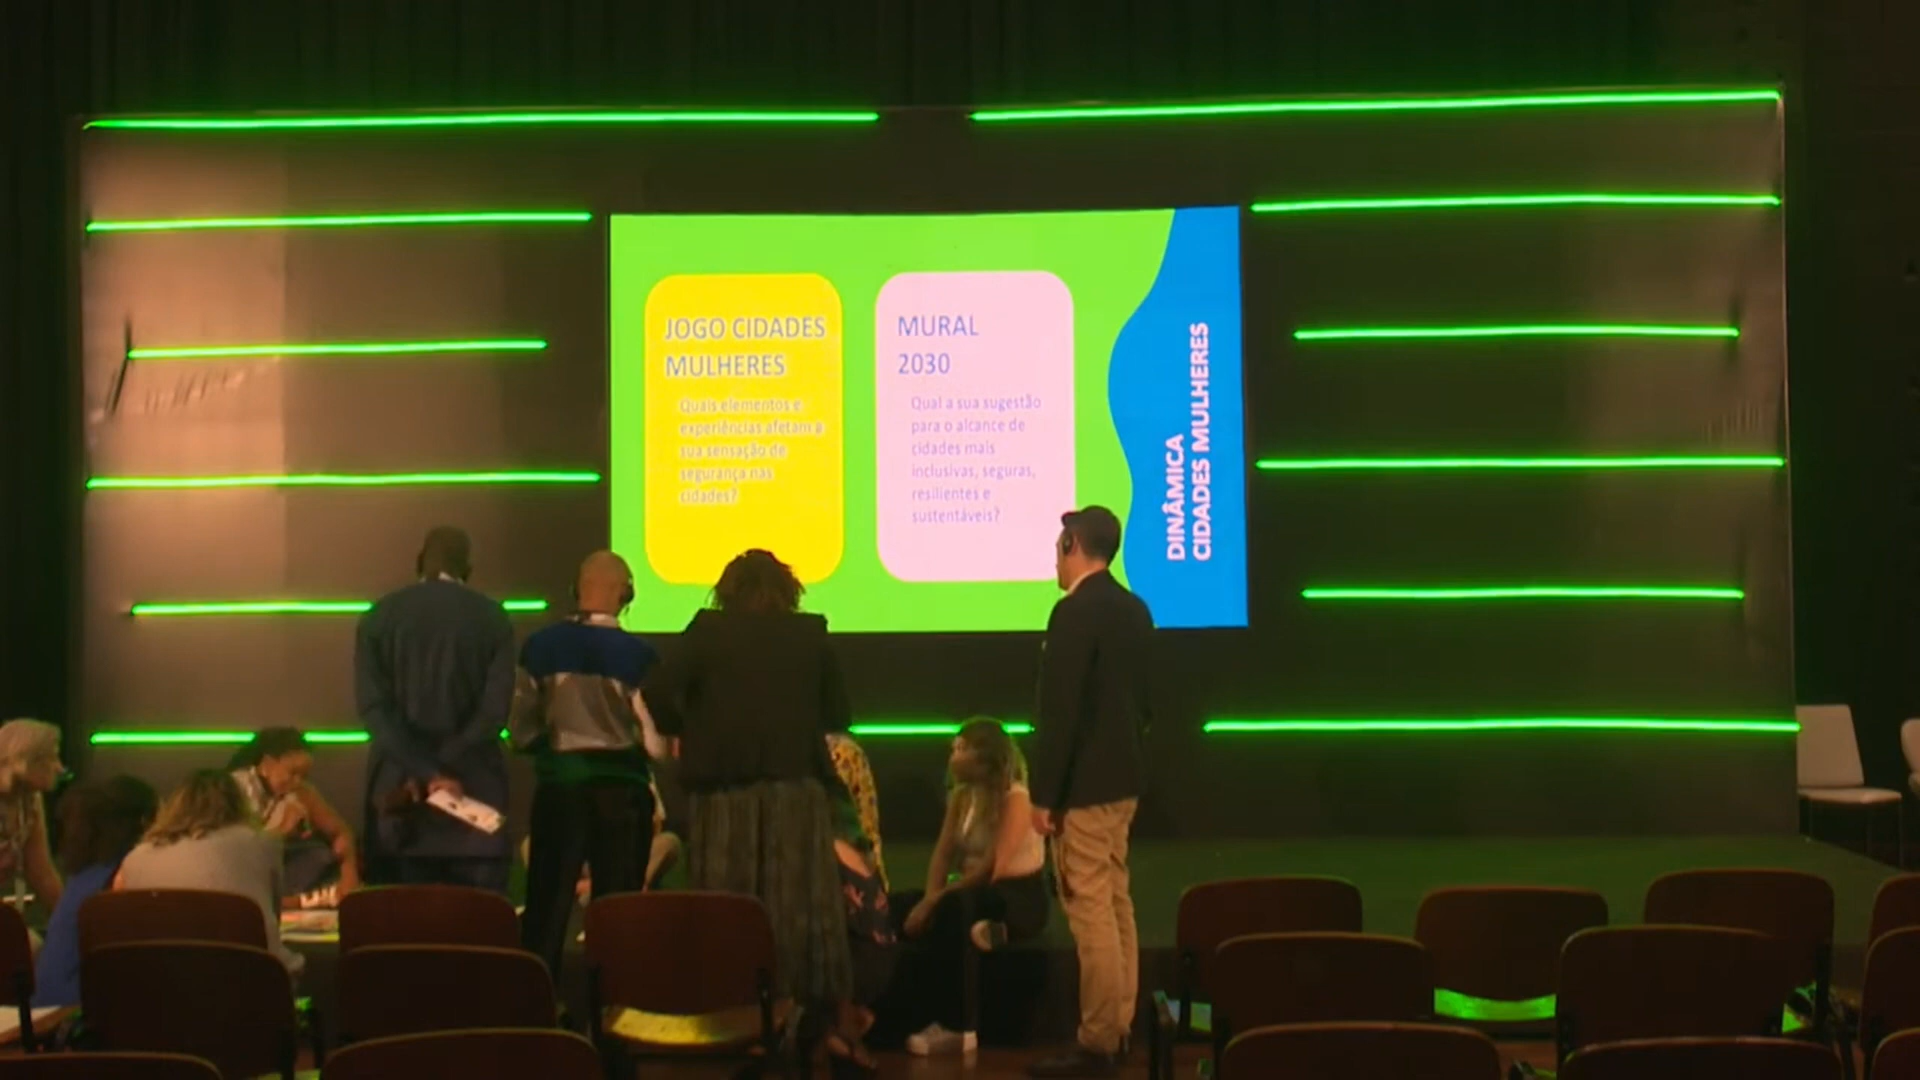 JOGO CIDADES
MULHERES
Quais elementos e
experiências afetam a
sua sensação de
segurança nas
cidades?
MURAL
2030
Qual a sua sugestão
para o alcance de
cidades mais
inclusivas, seguras,
resilientes e
sustentáveis?
DINÂMICA
CIDADES MULHERES